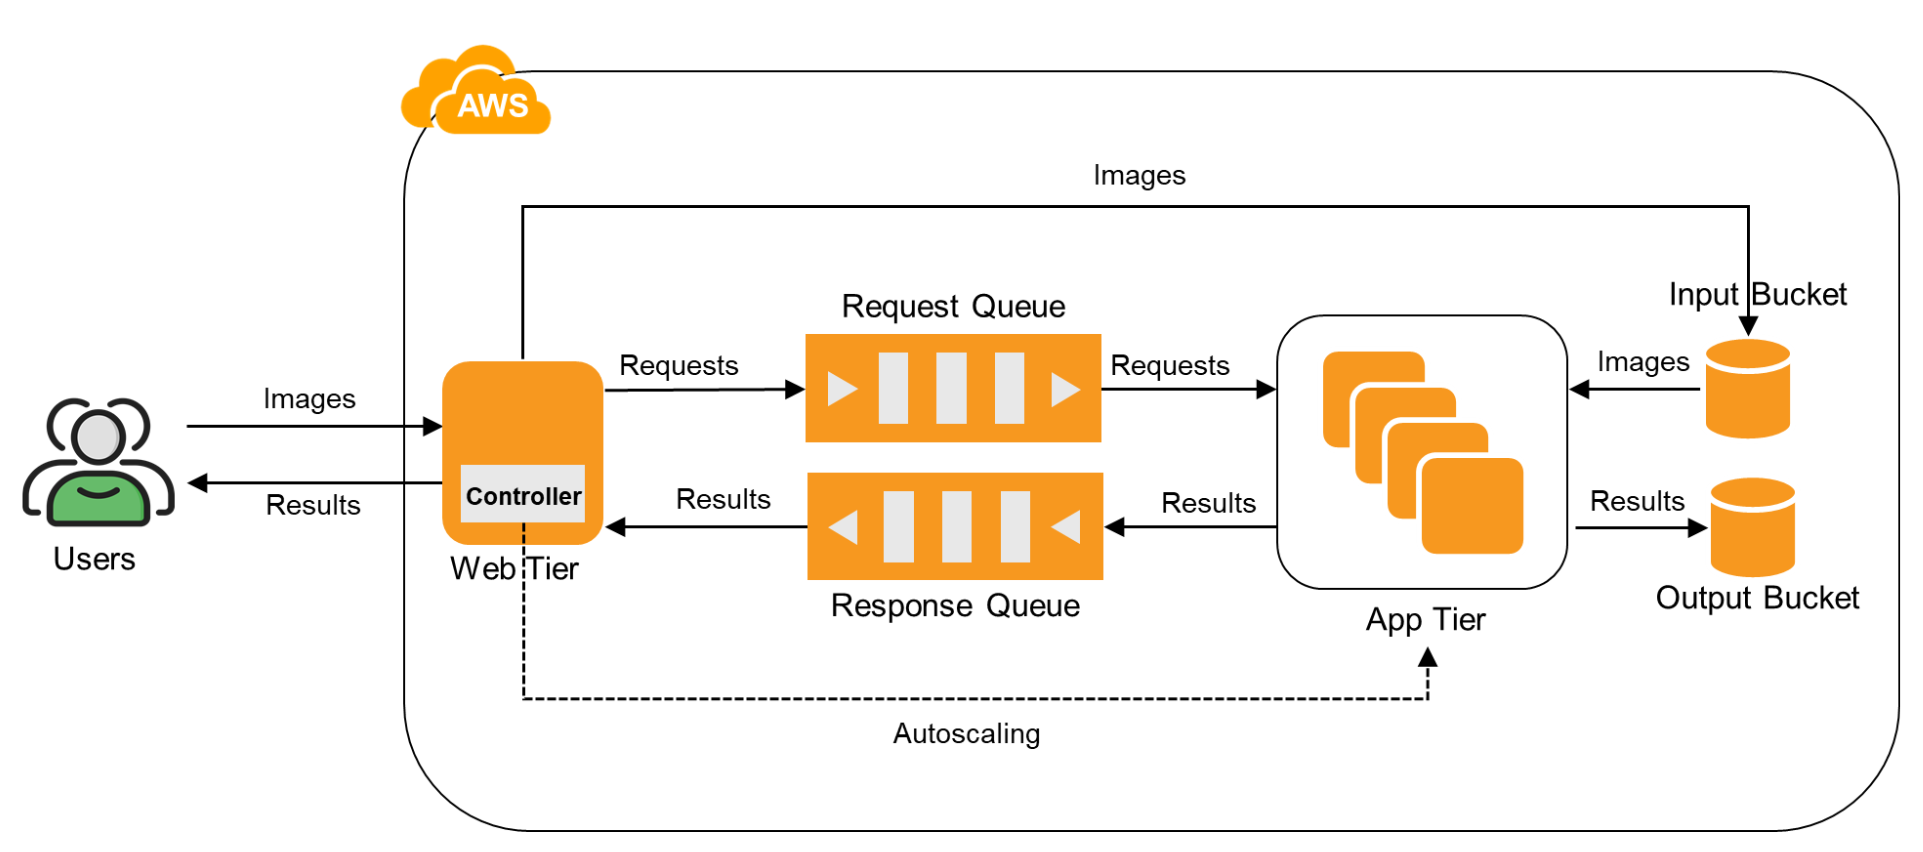 AWS
Images
Input Bucket
Request Queue
Requests
Requests
Images
Images
Controller
Results
Results
Results
Results
Users
Web Tier
Response Queue
App Tier
Output Bucket
Autoscaling